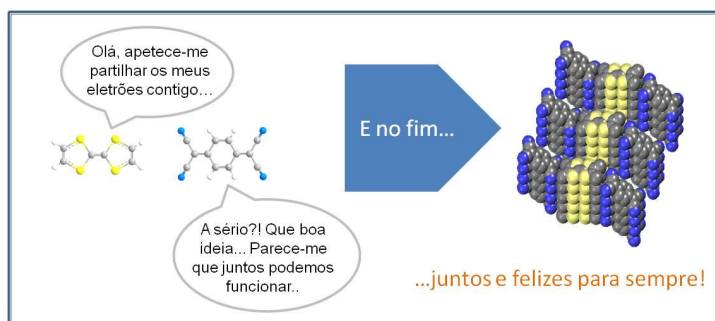 Olá, apetece-me
partilhar os meus
eletrões contigo…
A sério?! Que boa
ideia... Parece-me
que juntos podemos
funcionar..
E no fim…
…juntos e felizes para sempre!